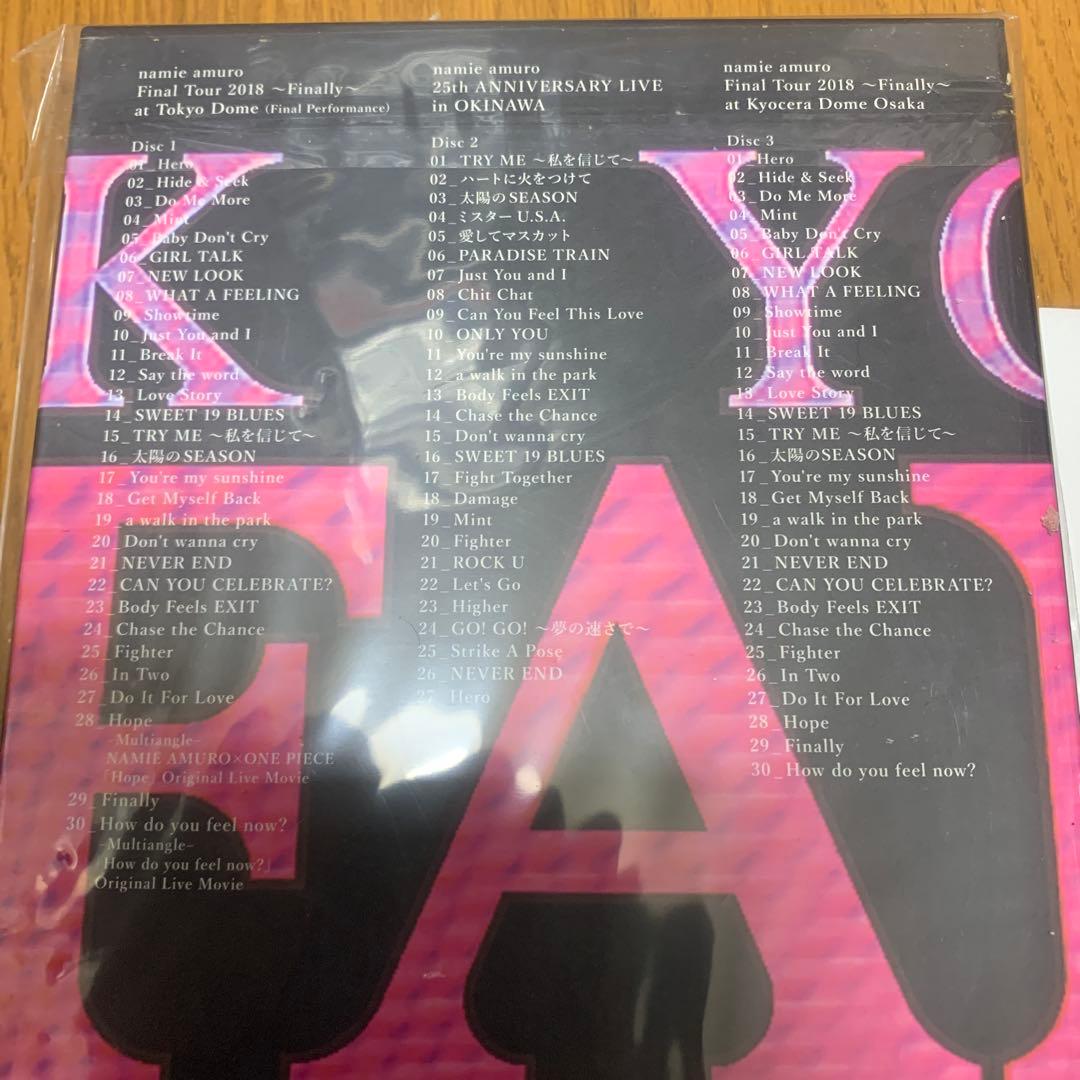 namie amuro
Final Tour 2018 ～Finally～
at Tokyo Dome (Final Performance)
Disc 1
01_Hero
02_Hide & Seek
03_Do Me More
04_Mint
05_Baby Don't Cry
06_GIRL TALK
07_NEW LOOK
08_WHAT A FEELING
09_Showtime
10_Just You and I
11_Break It
12_Say the word
13_Love Story
14_SWEET 19 BLUES
15_TRY ME ～私を信じて～
16_太陽のSEASON
17_You're my sunshine
18_Get Myself Back
19_a walk in the park
20_Don't wanna cry
21_NEVER END
22_CAN YOU CELEBRATE?
23_Body Feels EXIT
24_Chase the Chance
25_Fighter
26_In Two
27_Do It For Love
28_Hope
-Multiangle-
NAMIE AMURO×ONE PIECE
「Hope」Original Live Movie
29_Finally
30_How do you feel now?
-Multiangle-
「How do you feel now?」
Original Live Movie
namie amuro
25th ANNIVERSARY LIVE
in OKINAWA
Disc 2
01_TRY ME ～私を信じて～
02_ハートに火をつけて
03_太陽のSEASON
04_ミスターU.S.A.
05_愛してマスカット
06_PARADISE TRAIN
07_Just You and I
08_Chit Chat
09_Can You Feel This Love
10_ONLY YOU
11_You're my sunshine
12_a walk in the park
13_Body Feels EXIT
14_Chase the Chance
15_Don't wanna cry
16_SWEET 19 BLUES
17_Fight Together
18_Damage
19_Mint
20_Fighter
21_ROCK U
22_Let's Go
23_Higher
24_GO! GO! ～夢の速さで～
25_Strike A Pose
26_NEVER END
27_Hero
namie amuro
Final Tour 2018 ～Finally～
at Kyocera Dome Osaka
Disc 3
01_Hero
02_Hide & Seek
03_Do Me More
04_Mint
05_Baby Don't Cry
06_GIRL TALK
07_NEW LOOK
08_WHAT A FEELING
09_Showtime
10_Just You and I
11_Break It
12_Say the word
13_Love Story
14_SWEET 19 BLUES
15_TRY ME ～私を信じて～
16_太陽のSEASON
17_You're my sunshine
18_Get Myself Back
19_a walk in the park
20_Don't wanna cry
21_NEVER END
22_CAN YOU CELEBRATE?
23_Body Feels EXIT
24_Chase the Chance
25_Fighter
26_In Two
27_Do It For Love
28_Hope
29_Finally
30_How do you feel now?
K YO
FA